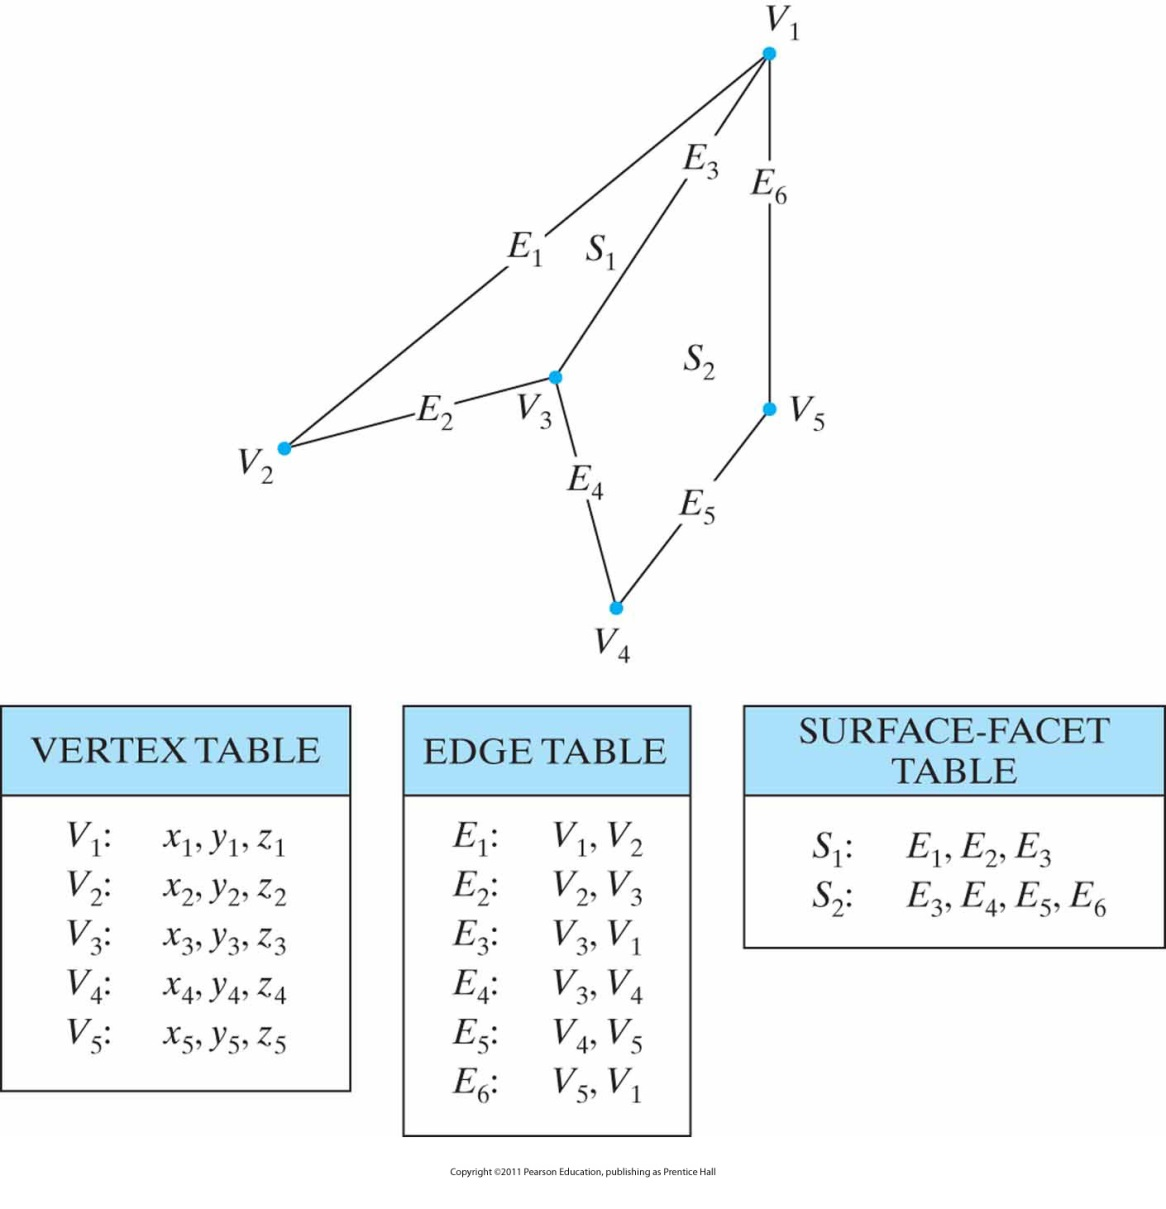 V1
E3
E6
E1
S1
S2
E2
V3
V5
V2
E4
E5
V4
VERTEX TABLE
V1: x1, y1, z1
V2: x2, y2, z2
V3: x3, y3, z3
V4: x4, y4, z4
V5: x5, y5, z5
EDGE TABLE
E1: V1, V2
E2: V2, V3
E3: V3, V1
E4: V3, V4
E5: V4, V5
E6: V5, V1
SURFACE-FACET
TABLE
S1: E1, E2, E3
S2: E3, E4, E5, E6
Copyright ©2011 Pearson Education, publishing as Prentice Hall